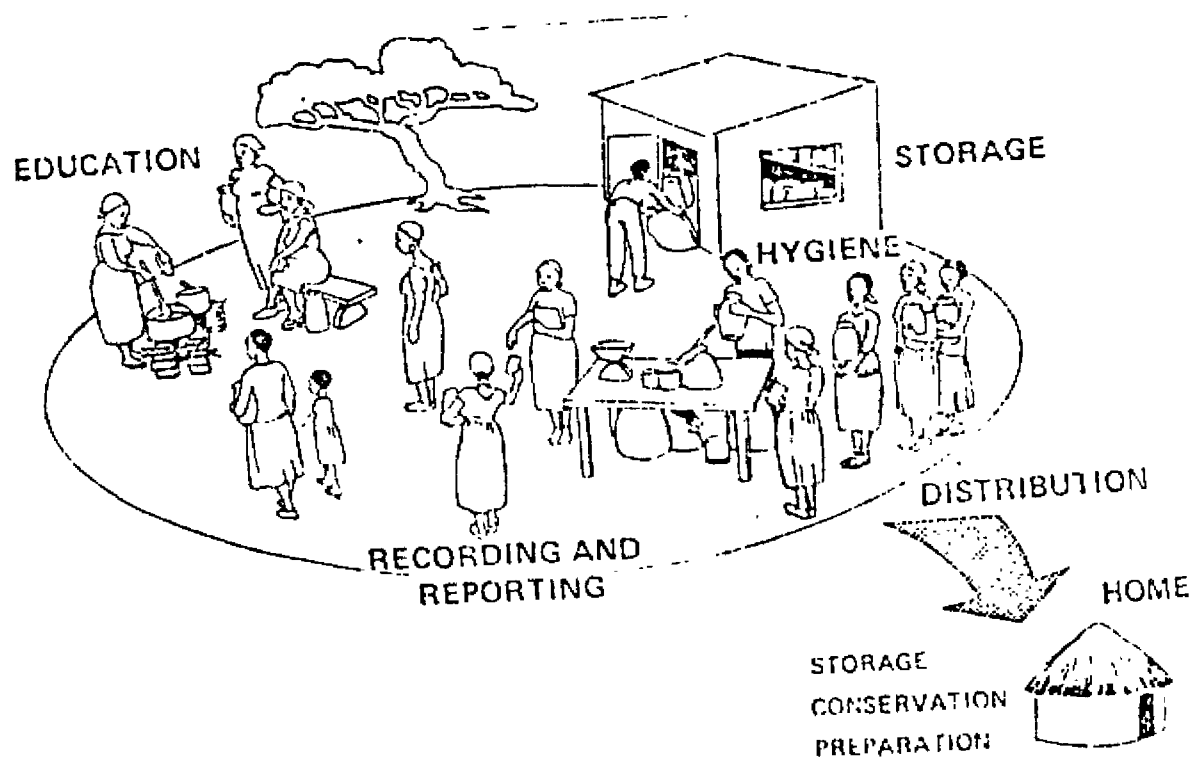 EDUCATION
STORAGE
HYGIENE
DISTRIBUTION
RECORDING AND
REPORTING
HOME
STORAGE
CONSERVATION
PREPARATION